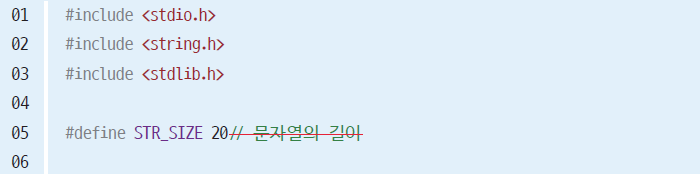 01 #include <stdio.h>
02 #include <string.h>
03 #include <stdlib.h>
04
05 #define STR_SIZE 20// 문자열의 길이
06